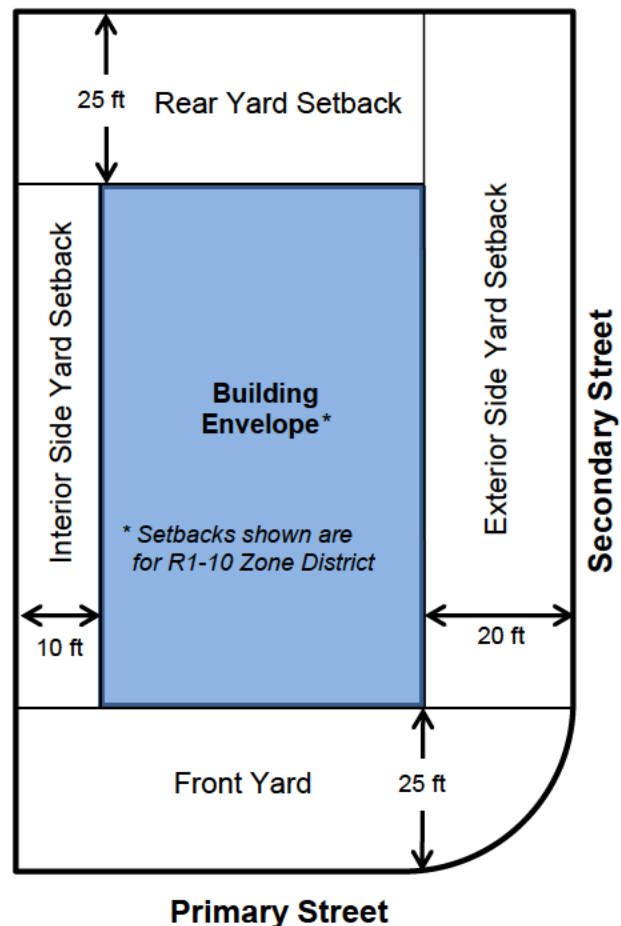 25 ft
Rear Yard Setback
Interior Side Yard Setback
Exterior Side Yard Setback
Secondary Street
Building
Envelope*
* Setbacks shown are
for R1-10 Zone District
10 ft
20 ft
Front Yard
25 ft
Primary Street